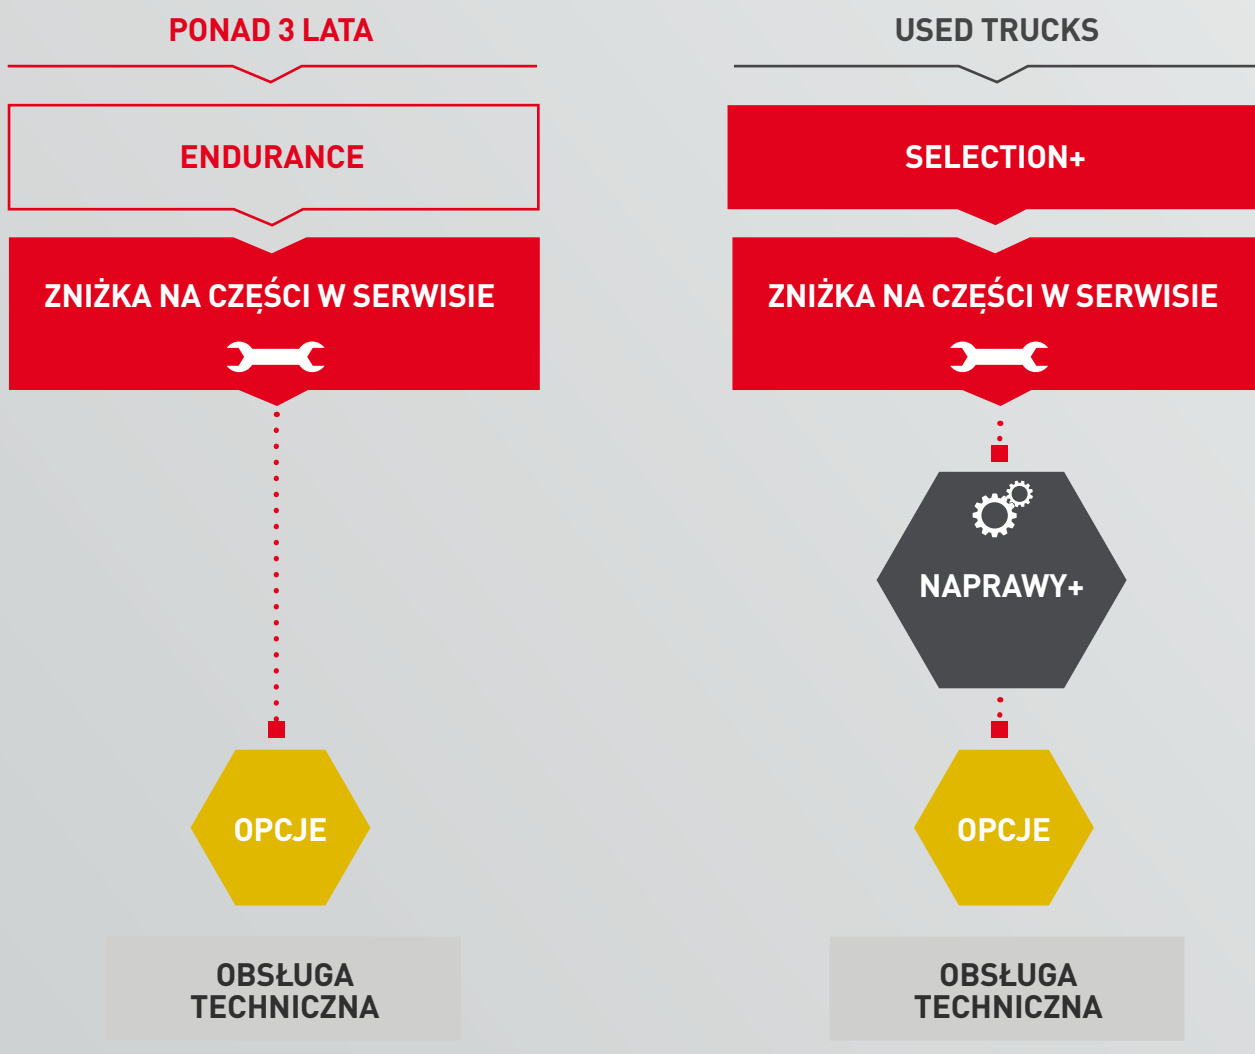 PONAD 3 LATA
ENDURANCE
ZNIŻKA NA CZĘŚCI W SERWISIE
OPCJE
OBSŁUGA
TECHNICZNA
USED TRUCKS
SELECTION+
ZNIŻKA NA CZĘŚCI W SERWISIE
NAPRAWY+
OPCJE
OBSŁUGA
TECHNICZNA